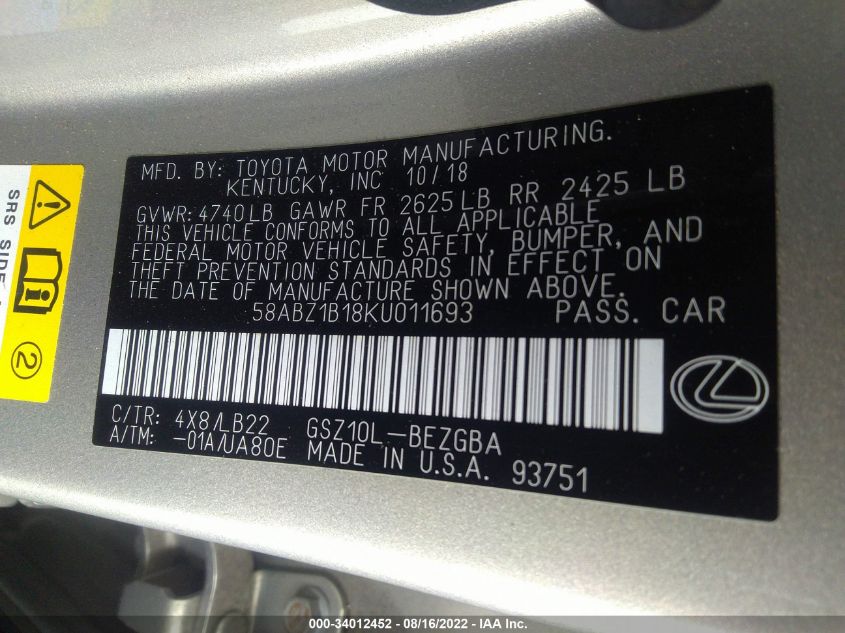 MFD. BY: TOYOTA MOTOR MANUFACTURING.
KENTUCKY, INC 10/18
GVWR: 4740LB GAWR FR 2625LB RR 2425 LB
THIS VEHICLE CONFORMS TO ALL APPLICABLE
FEDERAL MOTOR VEHICLE SAFETY, BUMPER, AND
THEFT PREVENTION STANDARDS IN EFFECT ON
THE DATE OF MANUFACTURE SHOWN ABOVE.
58ABZ1B18KU011693 PASS. CAR
C/TR: 4X8/LB22 GSZ10L-BEZGBA
A/TM: -01A/UA80E MADE IN U.S.A. 93751
SRS SIDE
2
000-34012452 - 08/16/2022 - IAA Inc.